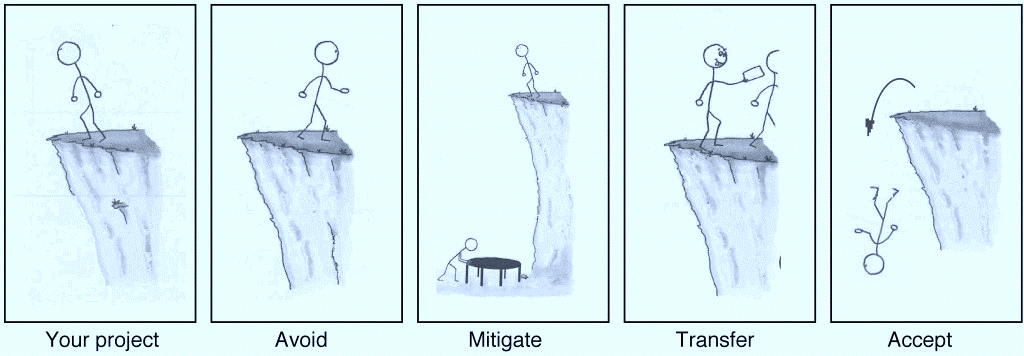 Your project
Avoid
Mitigate
Transfer
Accept